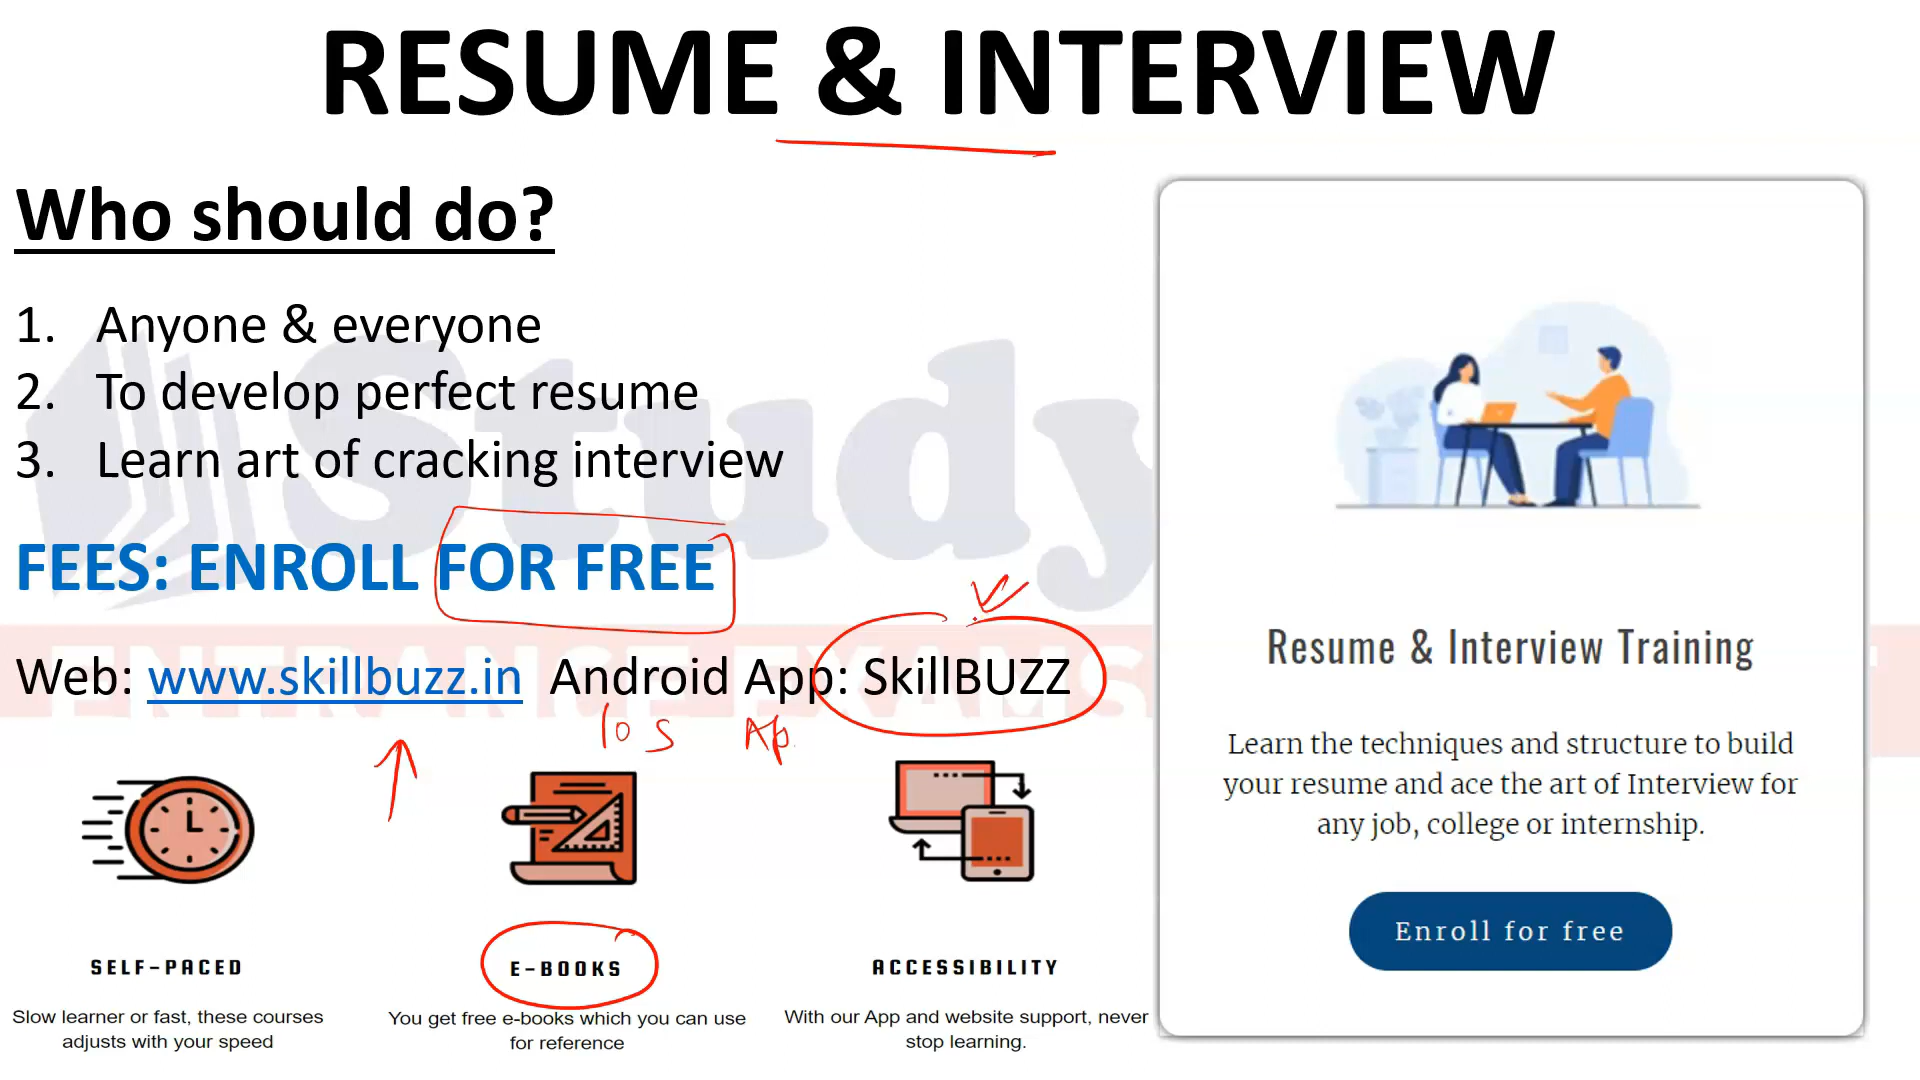 RESUME & INTERVIEW
Who should do?
1. Anyone & everyone
2. To develop perfect resume
3. Learn art of cracking interview
FEES: ENROLL FOR FREE
Web: www.skillbuzz.in Android App: SkillBUZZ
Ios Ap.
SELF-PACED
Slow learner or fast, these courses
adjusts with your speed
E-BOOKS
You get free e-books which you can use
for reference
ACCESSIBILITY
With our App and website support, never
stop learning.
Resume & Interview Training
Learn the techniques and structure to build
your resume and ace the art of Interview for
any job, college or internship.
Enroll for free
Study
ENTRANCE EXAMS